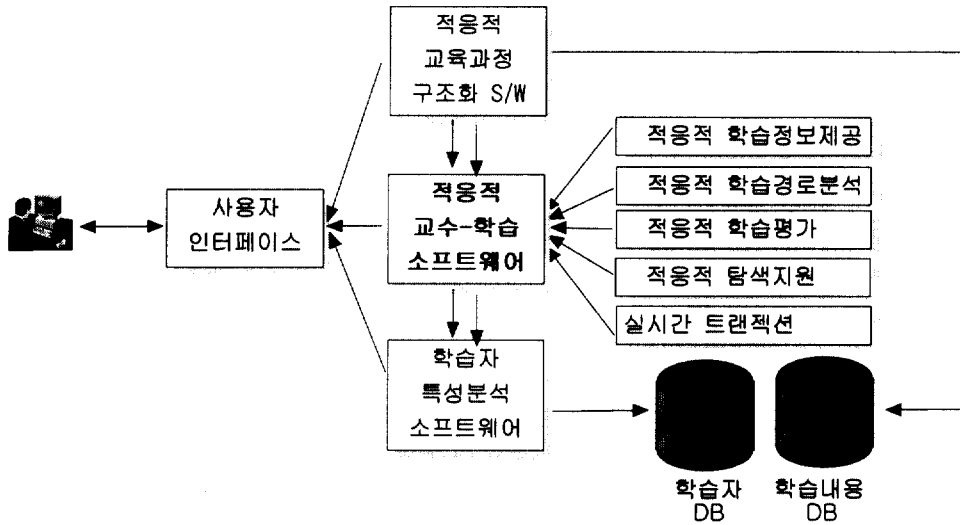 적응적
교육과정
구조화 S/W
적응적 학습정보제공
적응적 학습경로분석
적응적 학습평가
적응적 탐색지원
실시간 트랜젝션
사용자
인터페이스
적응적
교수-학습
소프트웨어
학습자
특성분석
소프트웨어
학습자
DB
학습내용
DB